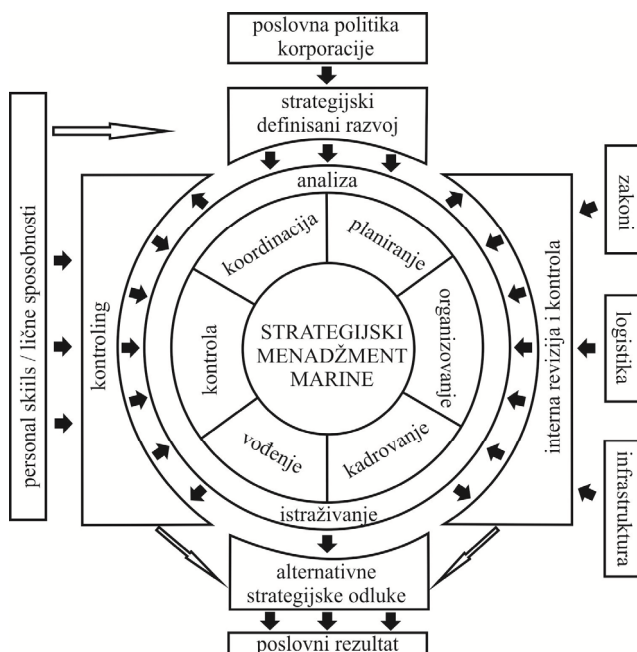 poslovna politika
korporacije
strategijski
definisani razvoj
personal skiils / lične sposobnosti
kontroling
analiza
koordinacija
planiranje
kontrola
organizovanje
STRATEGIJSKI
MENADŽMENT
MARINE
vođenje
kadrovanje
istraživanje
interna revizija i kontrola
zakoni
logistika
infrastruktura
alternativne
strategijske odluke
poslovni rezultat